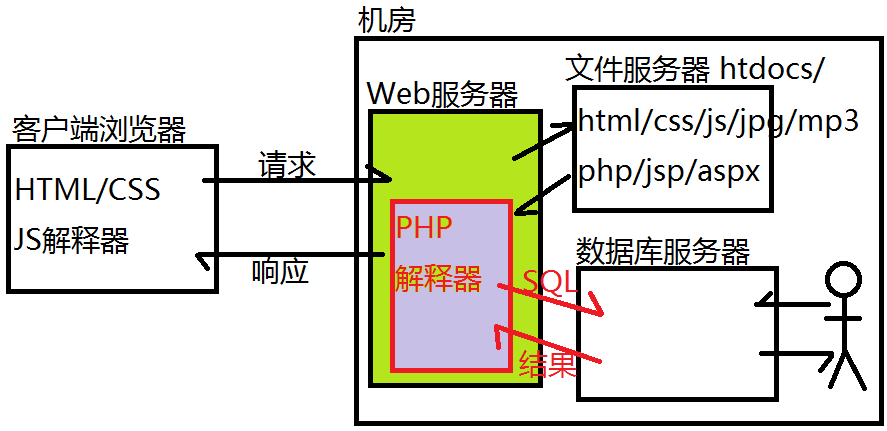 机房
文件服务器 htdocs/
Web服务器
html/css/js/jpg/mp3
客户端浏览器
请求
php/jsp/aspx
HTML/CSS
JS解释器
PHP
解释器
响应
数据库服务器
SQL
结果